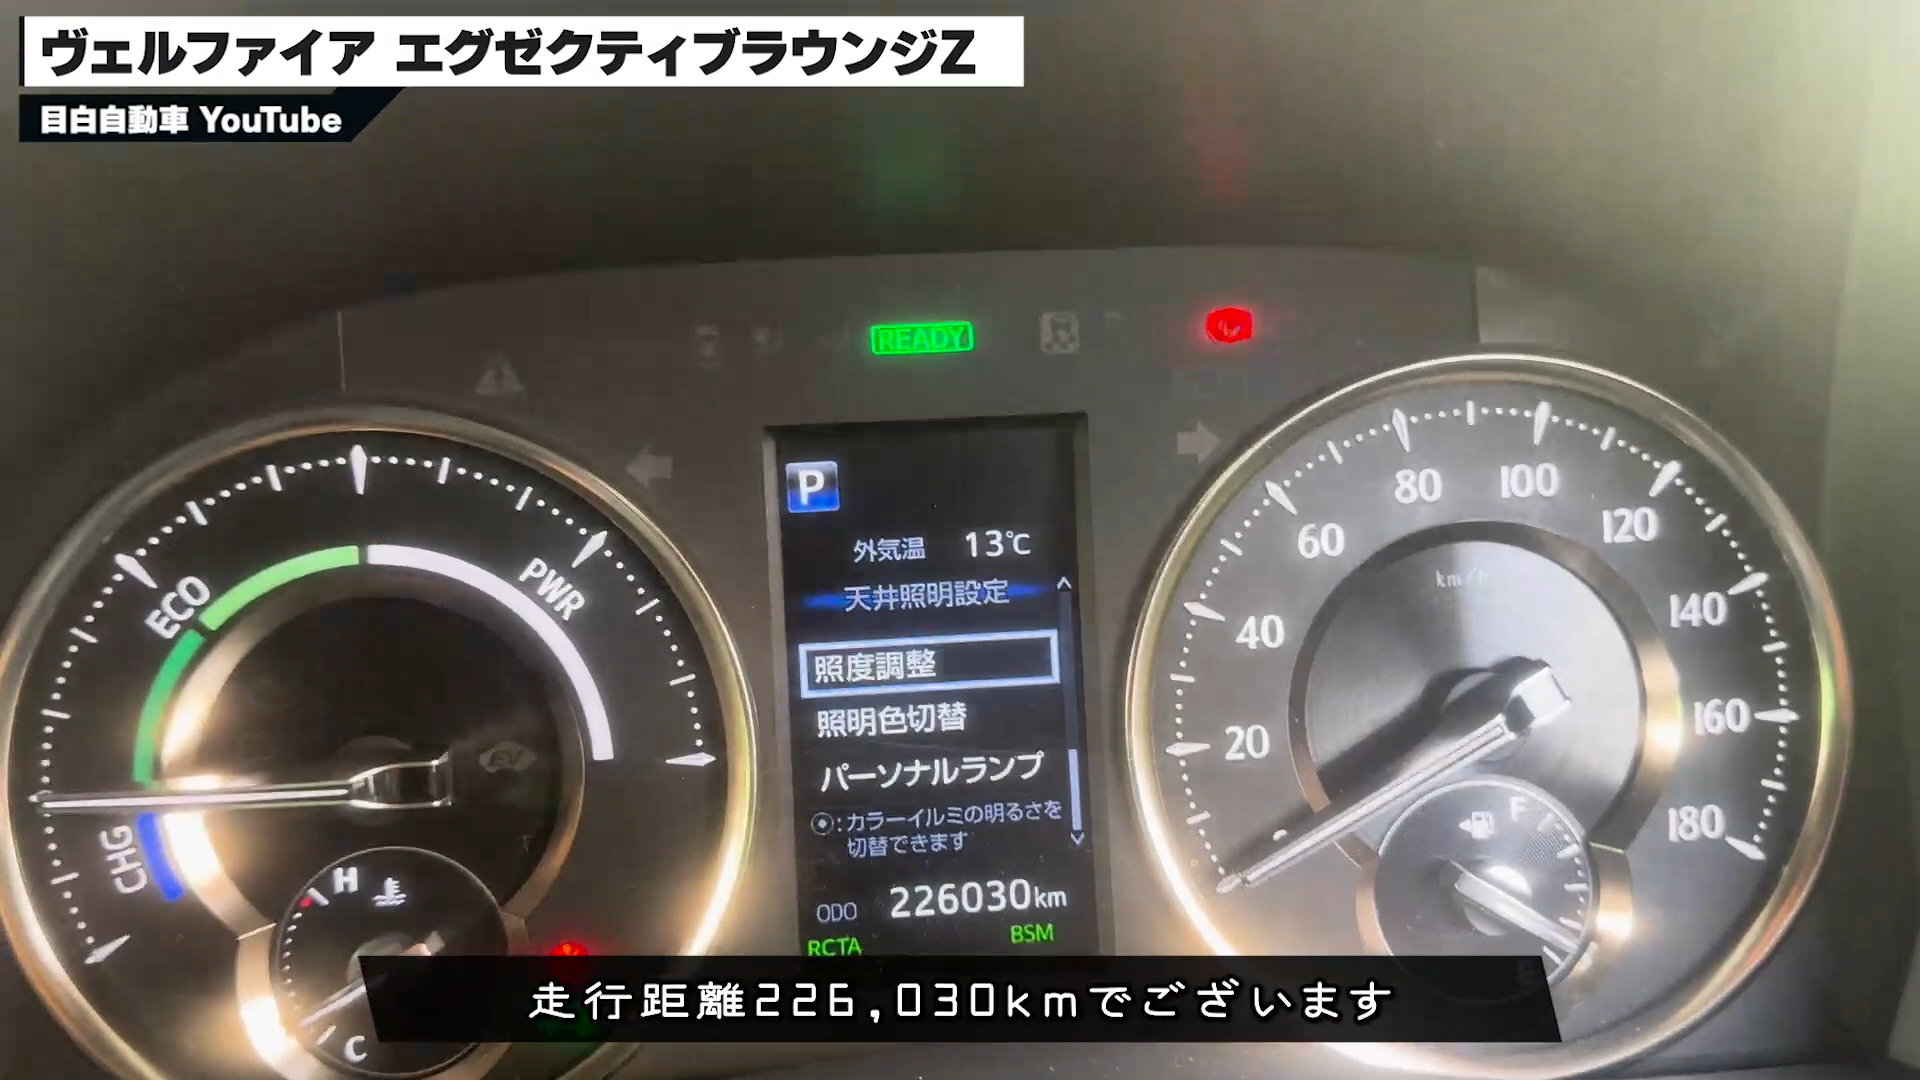 ヴェルファイア エグゼクティブラウンジZ
目白自動車 YouTube
READY
P
外気温 13℃
天井照明設定
照度調整
照明色切替
パーソナルランプ
⦿:カラーイルミの明るさを
切替できます
ODO 226030km
RCTA BSM
ECO
PWR
CHG
EV
H
C
km/h
20
40
60
80
100
120
140
160
180
F
走行距離226,030kmでございます